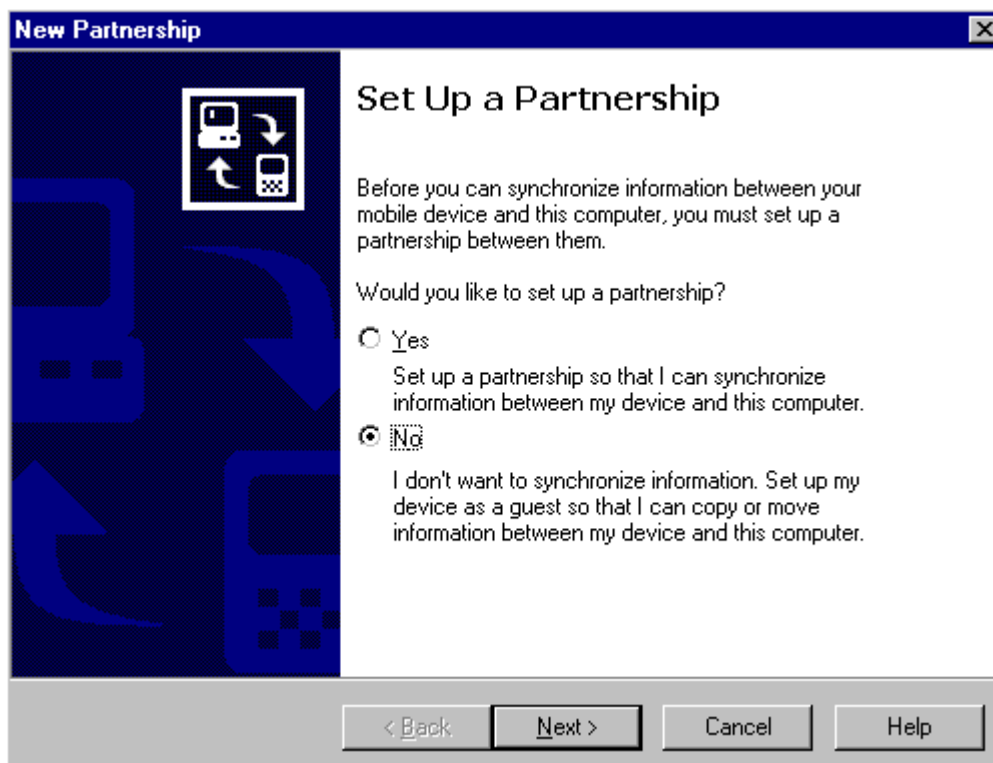 New Partnership
Set Up a Partnership
Before you can synchronize information between your
mobile device and this computer, you must set up a
partnership between them.
Would you like to set up a partnership?
Yes
Set up a partnership so that I can synchronize
information between my device and this computer.
No
I don't want to synchronize information. Set up my
device as a guest so that I can copy or move
information between my device and this computer.
< Back Next > Cancel Help